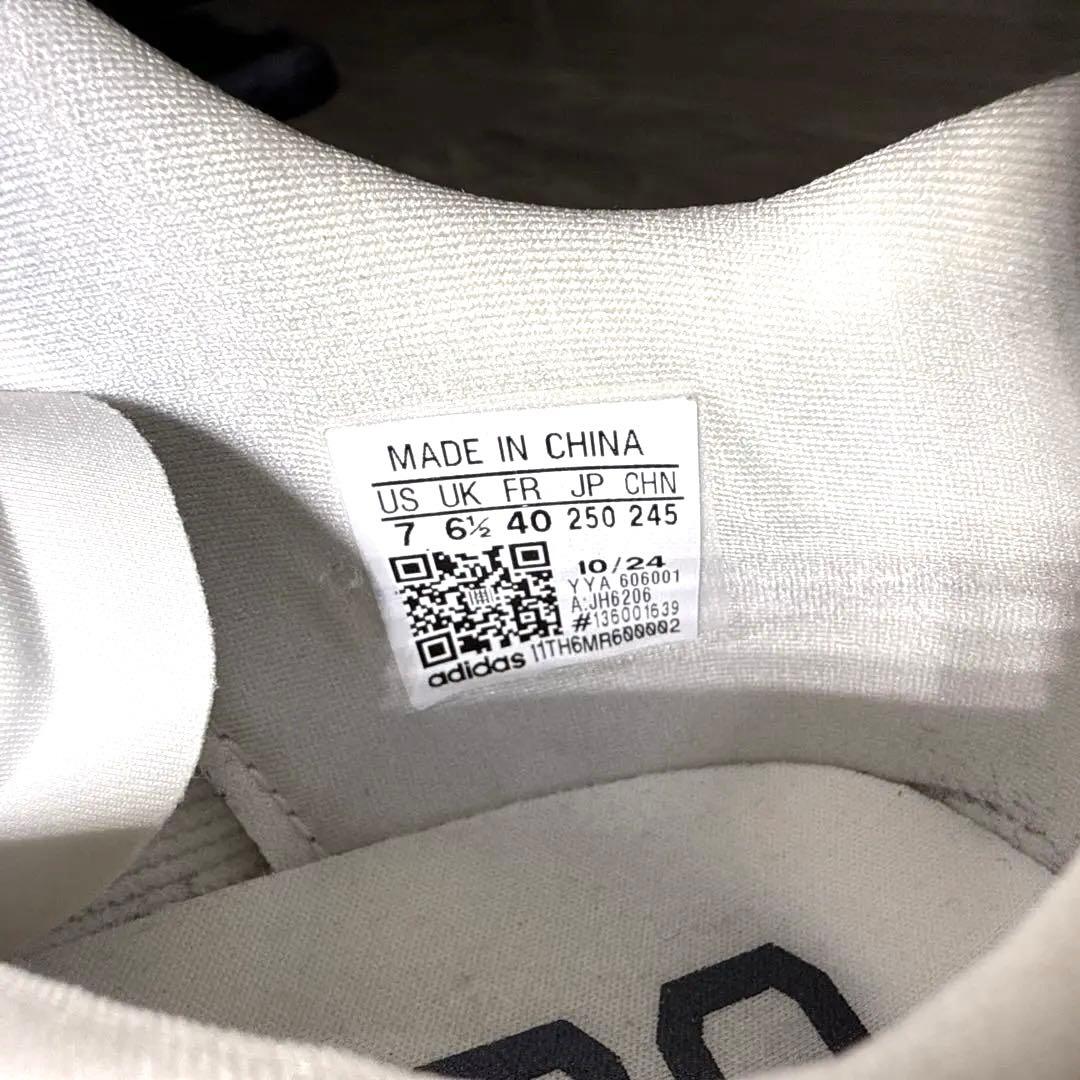 MADE IN CHINA
US UK FR JP CHN
7 6½ 40 250 245
10/24
YYA 606001
A:JH6206
#136001639
adidas 11TH6MR600002